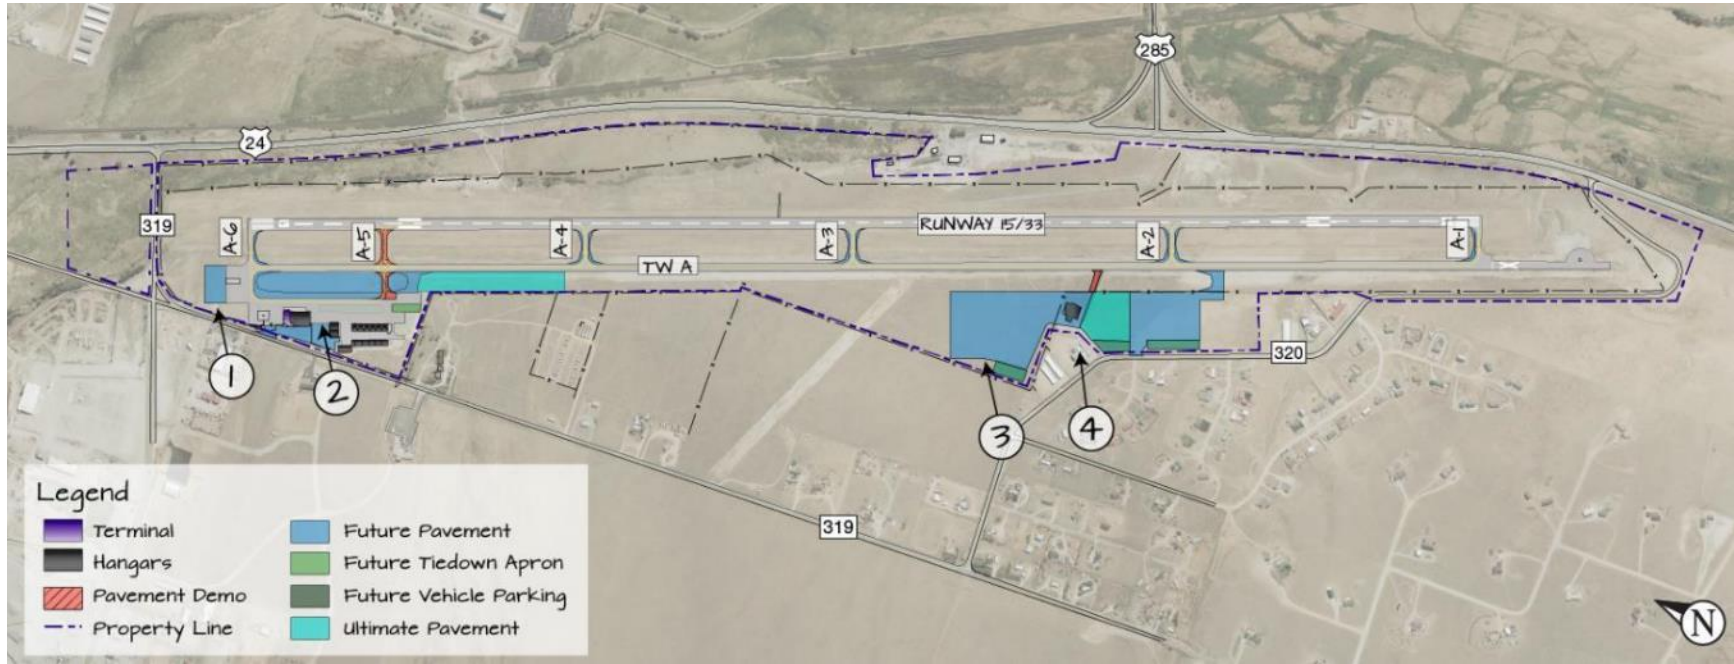 285
24
319
A-6
A-5
A-4
A-3
RUNWAY 15/33
A-2
A-1
TW A
1
2
3
4
320
319
Legend
Terminal
Hangars
Pavement Demo
Property Line
Future Pavement
Future Tiedown Apron
Future Vehicle Parking
Ultimate Pavement
N